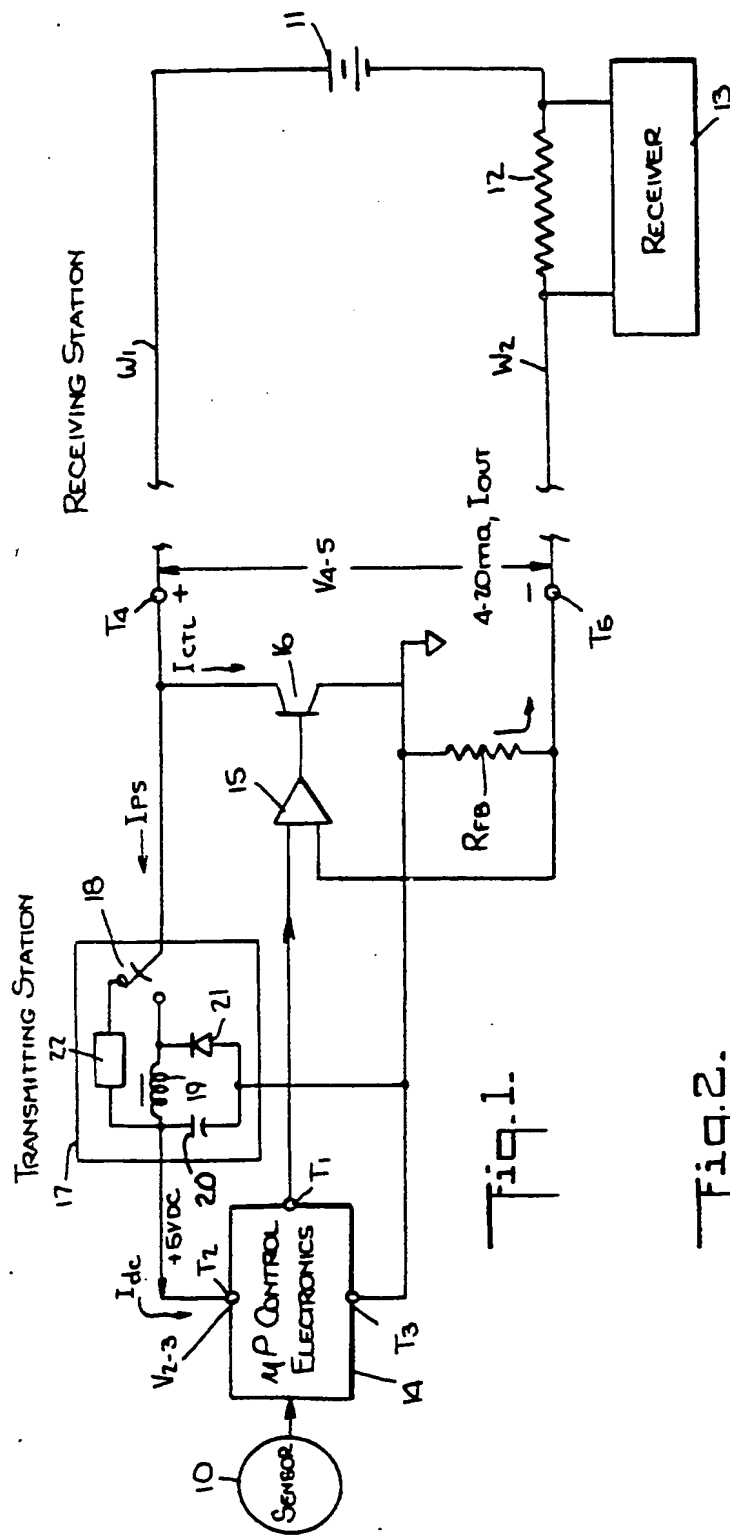 TRANSMITTING STATION
RECEIVING STATION
17
22
18
19
20
21
IPS
ICTL
T4
+
W1
11
Idc
+5VDC
T2
V2-3
10
SENSOR
μP CONTROL
ELECTRONICS
T1
T3
14
15
16
RFB
V4-5
4-20ma, IOUT
−
T5
W2
12
RECEIVER
13
Fig.1.
Fig.2.